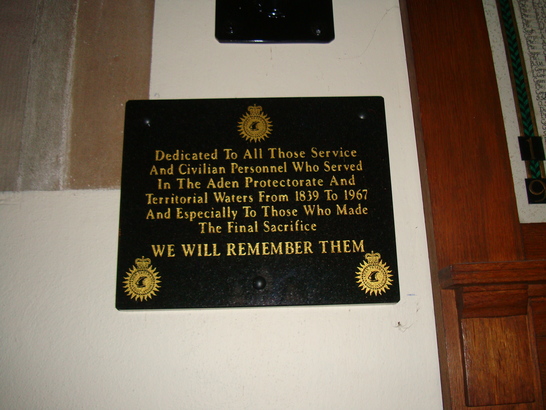 Dedicated To All Those Service
And Civilian Personnel Who Served
In The Aden Protectorate And
Territorial Waters From 1839 To 1967
And Especially To Those Who Made
The Final Sacrifice
WE WILL REMEMBER THEM